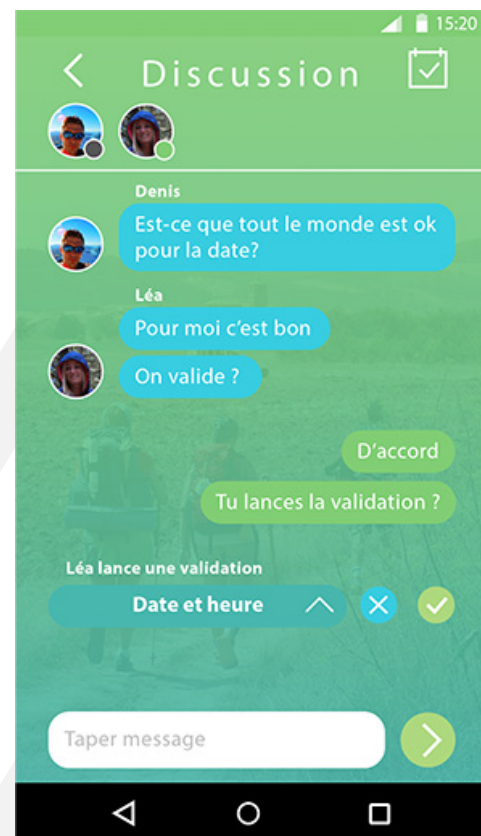 15:20
Discussion
Denis
Est-ce que tout le monde est ok
pour la date?
Léa
Pour moi c’est bon
On valide ?
D’accord
Tu lances la validation ?
Léa lance une validation
Date et heure
Taper message